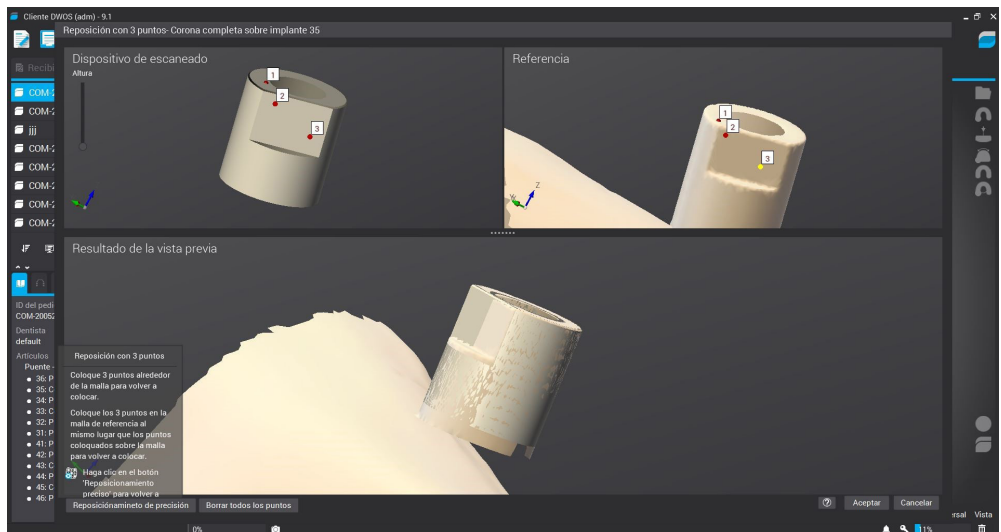 Cliente DWOS (adm) - 9.1
Reposición con 3 puntos- Corona completa sobre implante 35
Dispositivo de escaneado
Altura
1
2
3
Referencia
1
2
3
Z
Y
Recibi
COM-2
COM-2
jjj
COM-2
COM-2
COM-2
COM-2
COM-2
Resultado de la vista previa
ID del pedi
COM-20052
Dentista
default
Artículos
Puente -
36: P
35: C
34: P
33: C
32: P
31: P
41: P
42: P
43: C
44: P
45: C
46: P
Reposición con 3 puntos
Coloque 3 puntos alrededor
de la malla para volver a
colocar.
Coloque los 3 puntos en la
malla de referencia al
mismo lugar que los puntos
coloquados sobre la malla
para volver a colocar.
Haga clic en el botón
'Reposicionamiento
preciso' para volver a
Reposiciónamineto de precisión
Borrar todos los puntos
Aceptar
Cancelar
rsal
Vista
0%
11%